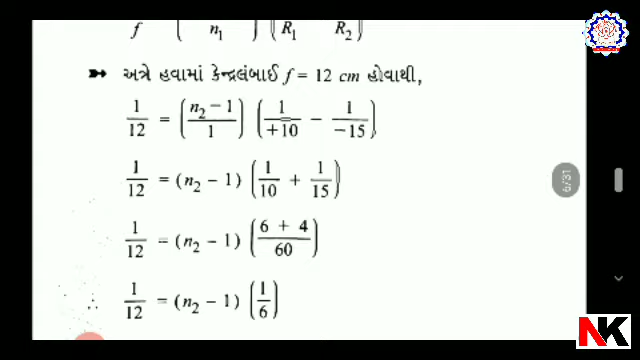 f ( n₁ ) ( R₁ R₂ )
➽ અત્રે હવામાં કેન્દ્રલંબાઈ f = 12 cm હોવાથી,
1/12 = ((n₂ − 1)/1) (1/+10 − 1/−15)
1/12 = (n₂ − 1) (1/10 + 1/15)
1/12 = (n₂ − 1) ((6 + 4)/60)
∴ 1/12 = (n₂ − 1) (1/6)
6/31
NK